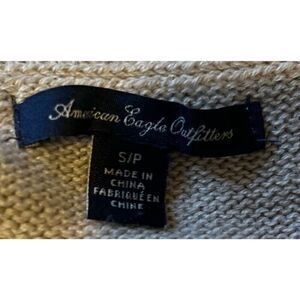 American Eagle Outfitters
S/P
MADE IN
CHINA
FABRIQUÉ EN
CHINE